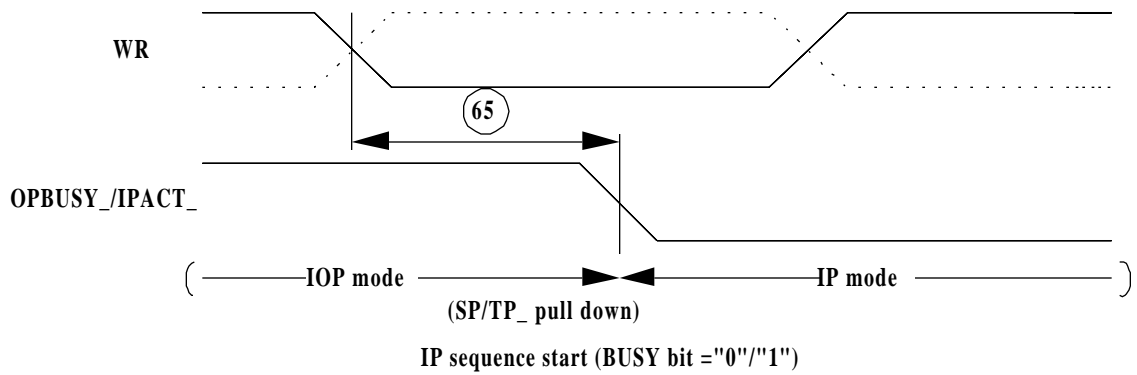 WR
65
OPBUSY_/IPACT_
( IOP mode IP mode )
(SP/TP_ pull down)
IP sequence start (BUSY bit ="0"/"1")